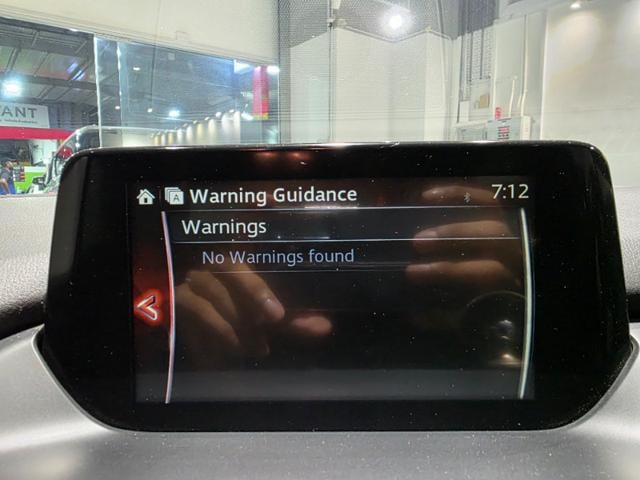 ANT
A
Warning Guidance
7:12
Warnings
No Warnings found